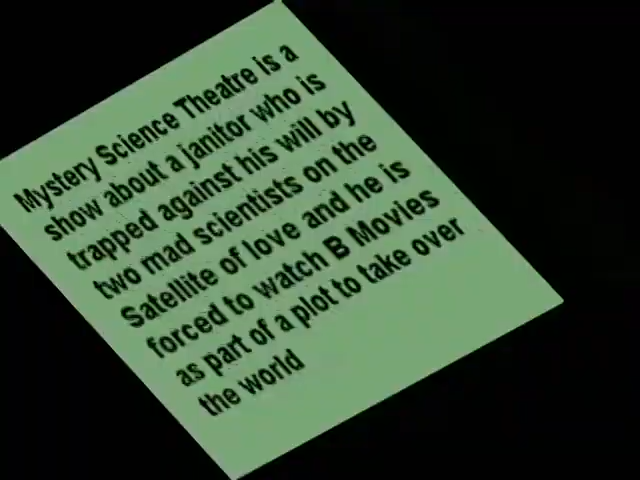 Mystery Science Theatre is a
show about a janitor who is
trapped against his will by
two mad scientists on the
Satellite of love and he is
forced to watch B Movies
as part of a plot to take over
the world